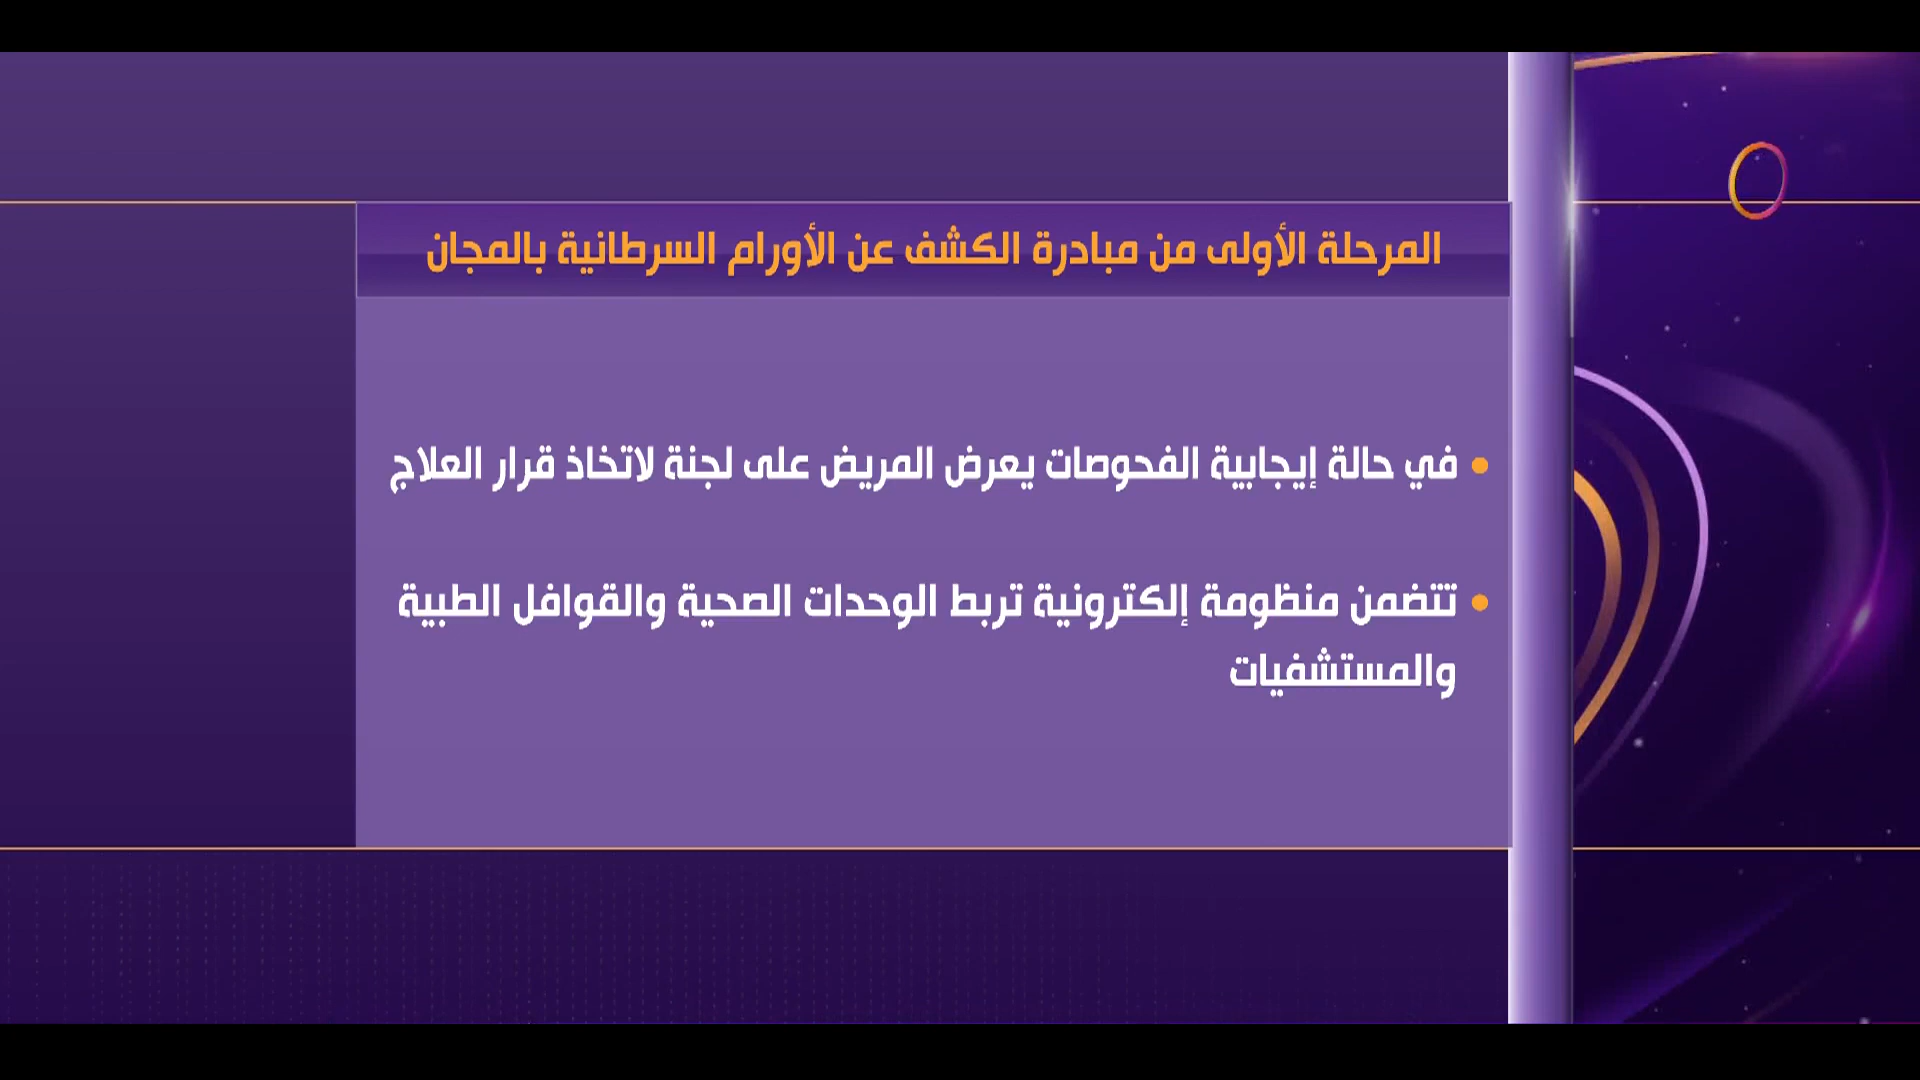 المرحلة الأولى من مبادرة الكشف عن الأورام السرطانية بالمجان
• في حالة إيجابية الفحوصات يعرض المريض على لجنة لاتخاذ قرار العلاج
• تتضمن منظومة إلكترونية تربط الوحدات الصحية والقوافل الطبية
والمستشفيات